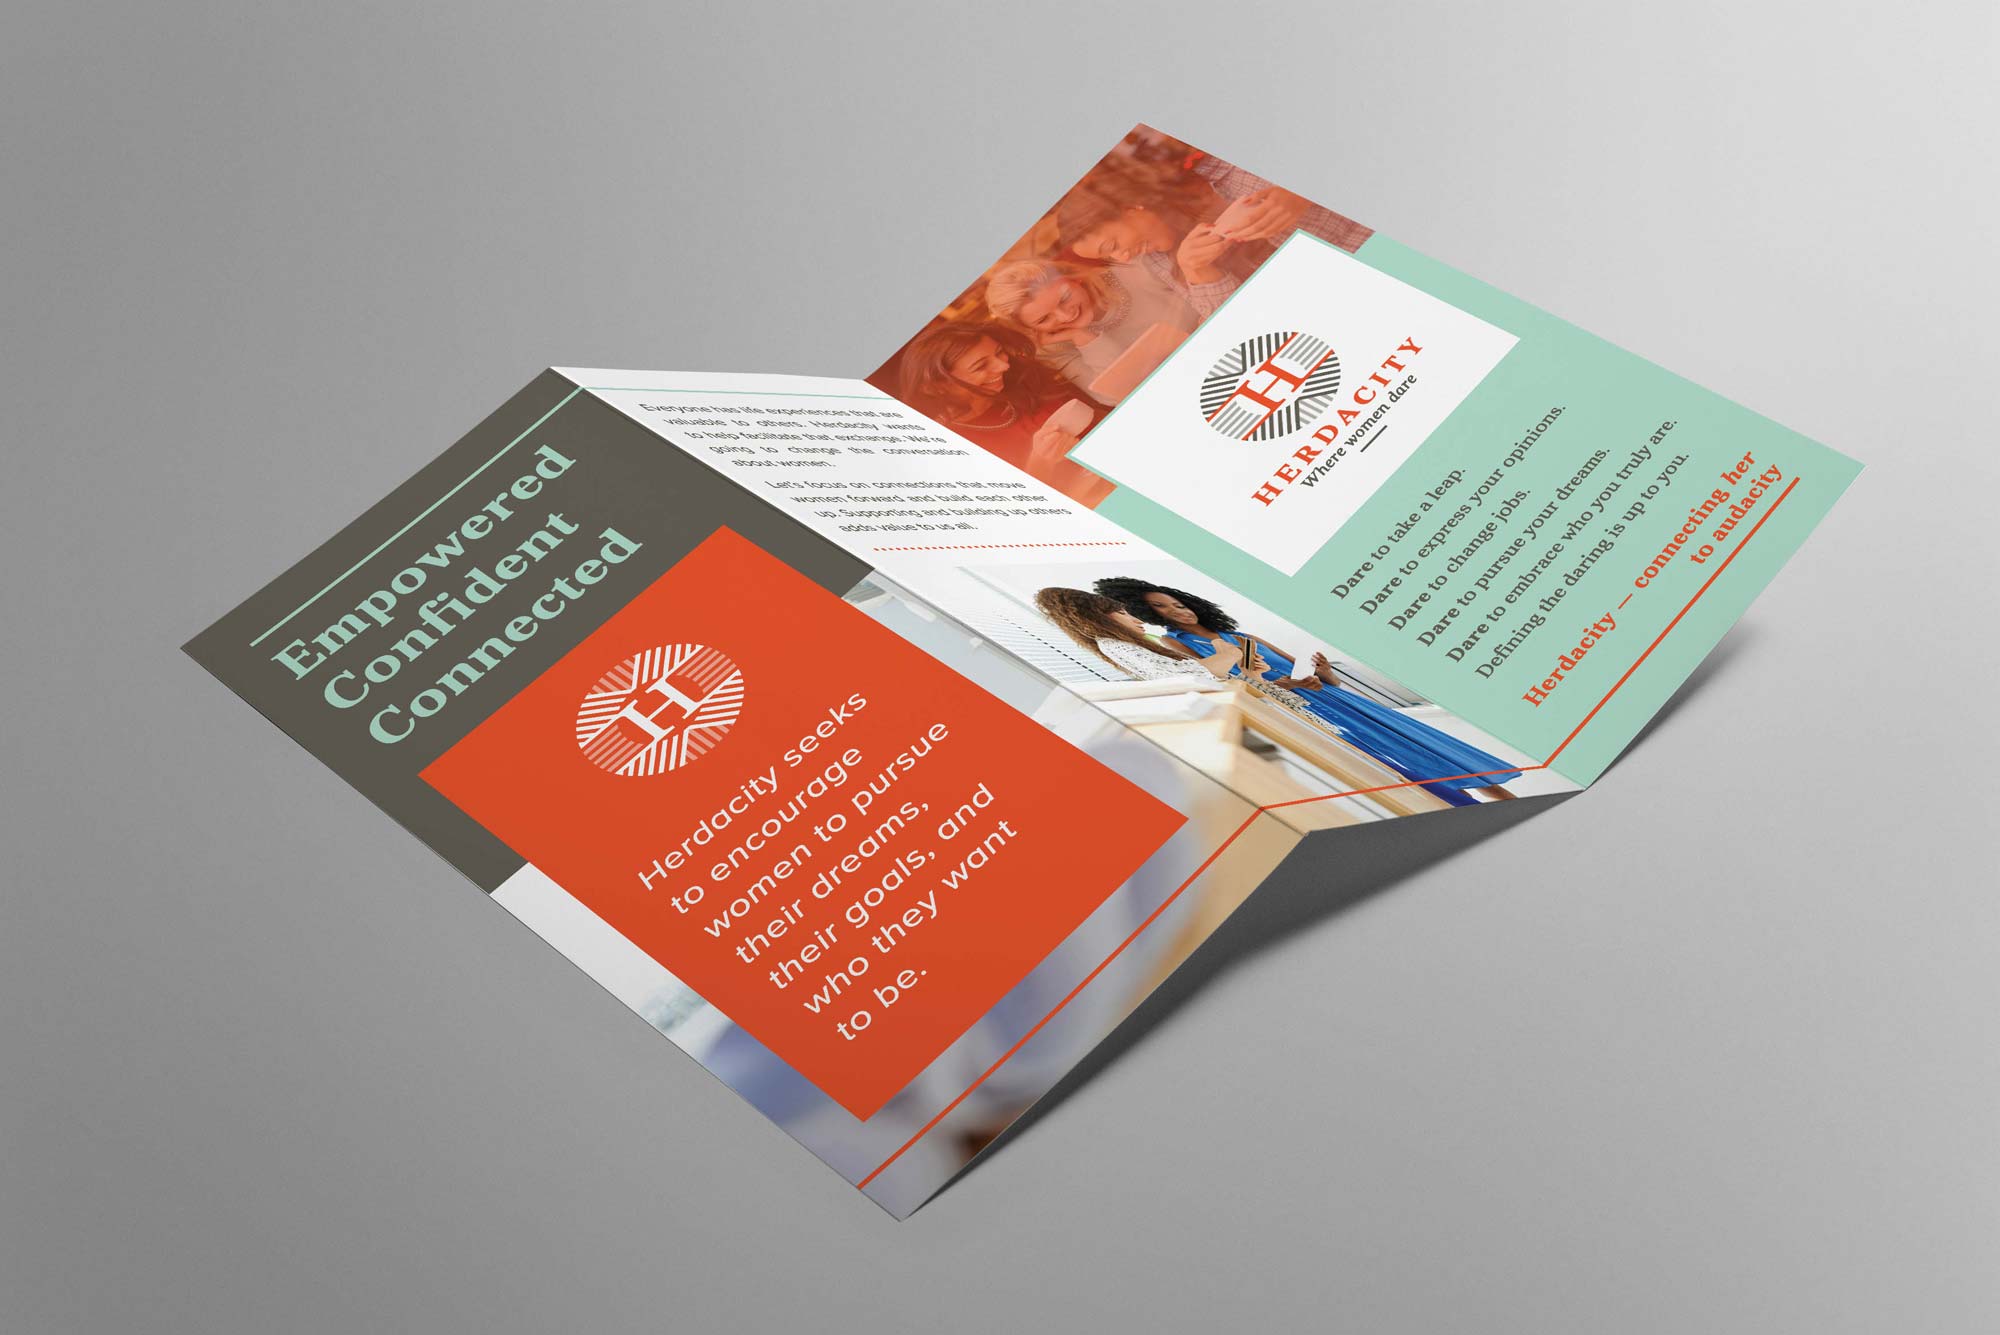 Empowered
Confident
Connected
H
Herdacity seeks
to encourage
women to pursue
their dreams,
their goals, and
who they want
to be.
Everyone has life experiences that are
valuable to others. Herdacity wants
to help facilitate that exchange. We're
going to change the conversation
about women.
Let's focus on connections that move
women forward and build each other
up. Supporting and building up others
adds value to us all.
H
HERDACITY
Where women dare
Dare to take a leap.
Dare to express your opinions.
Dare to change jobs.
Dare to pursue your dreams.
Dare to embrace who you truly are.
Defining the daring is up to you.
Herdacity — connecting her
to audacity